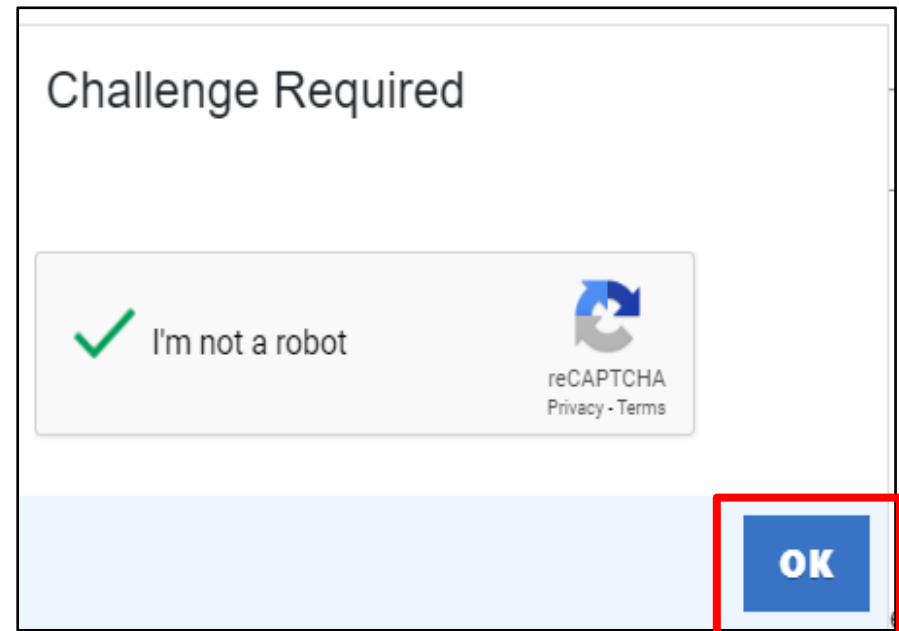 Challenge Required
I'm not a robot
reCAPTCHA
Privacy - Terms
OK